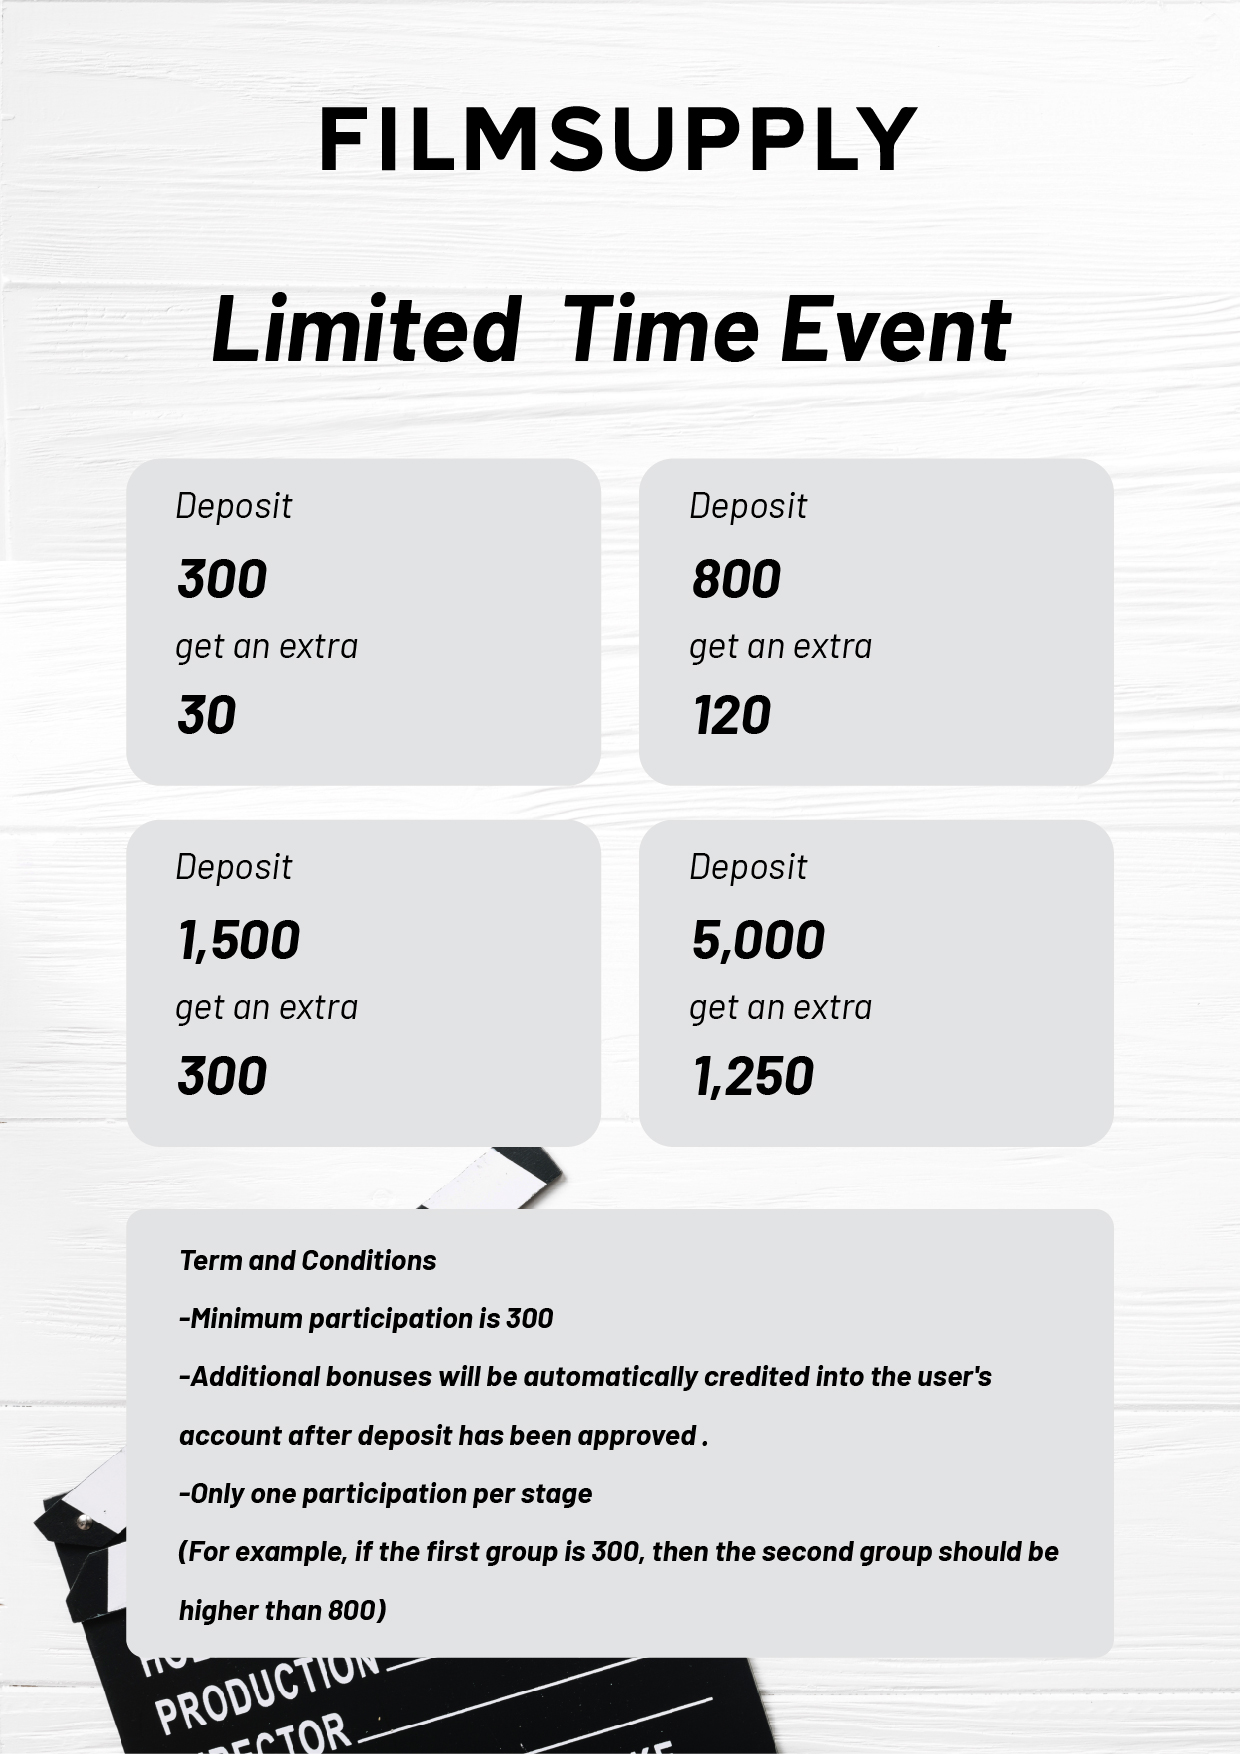 FILMSUPPLY
Limited Time Event
Deposit
300
get an extra
30
Deposit
800
get an extra
120
Deposit
1,500
get an extra
300
Deposit
5,000
get an extra
1,250
Term and Conditions
-Minimum participation is 300
-Additional bonuses will be automatically credited into the user's
account after deposit has been approved .
-Only one participation per stage
(For example, if the first group is 300, then the second group should be
higher than 800)
PRODUCTION